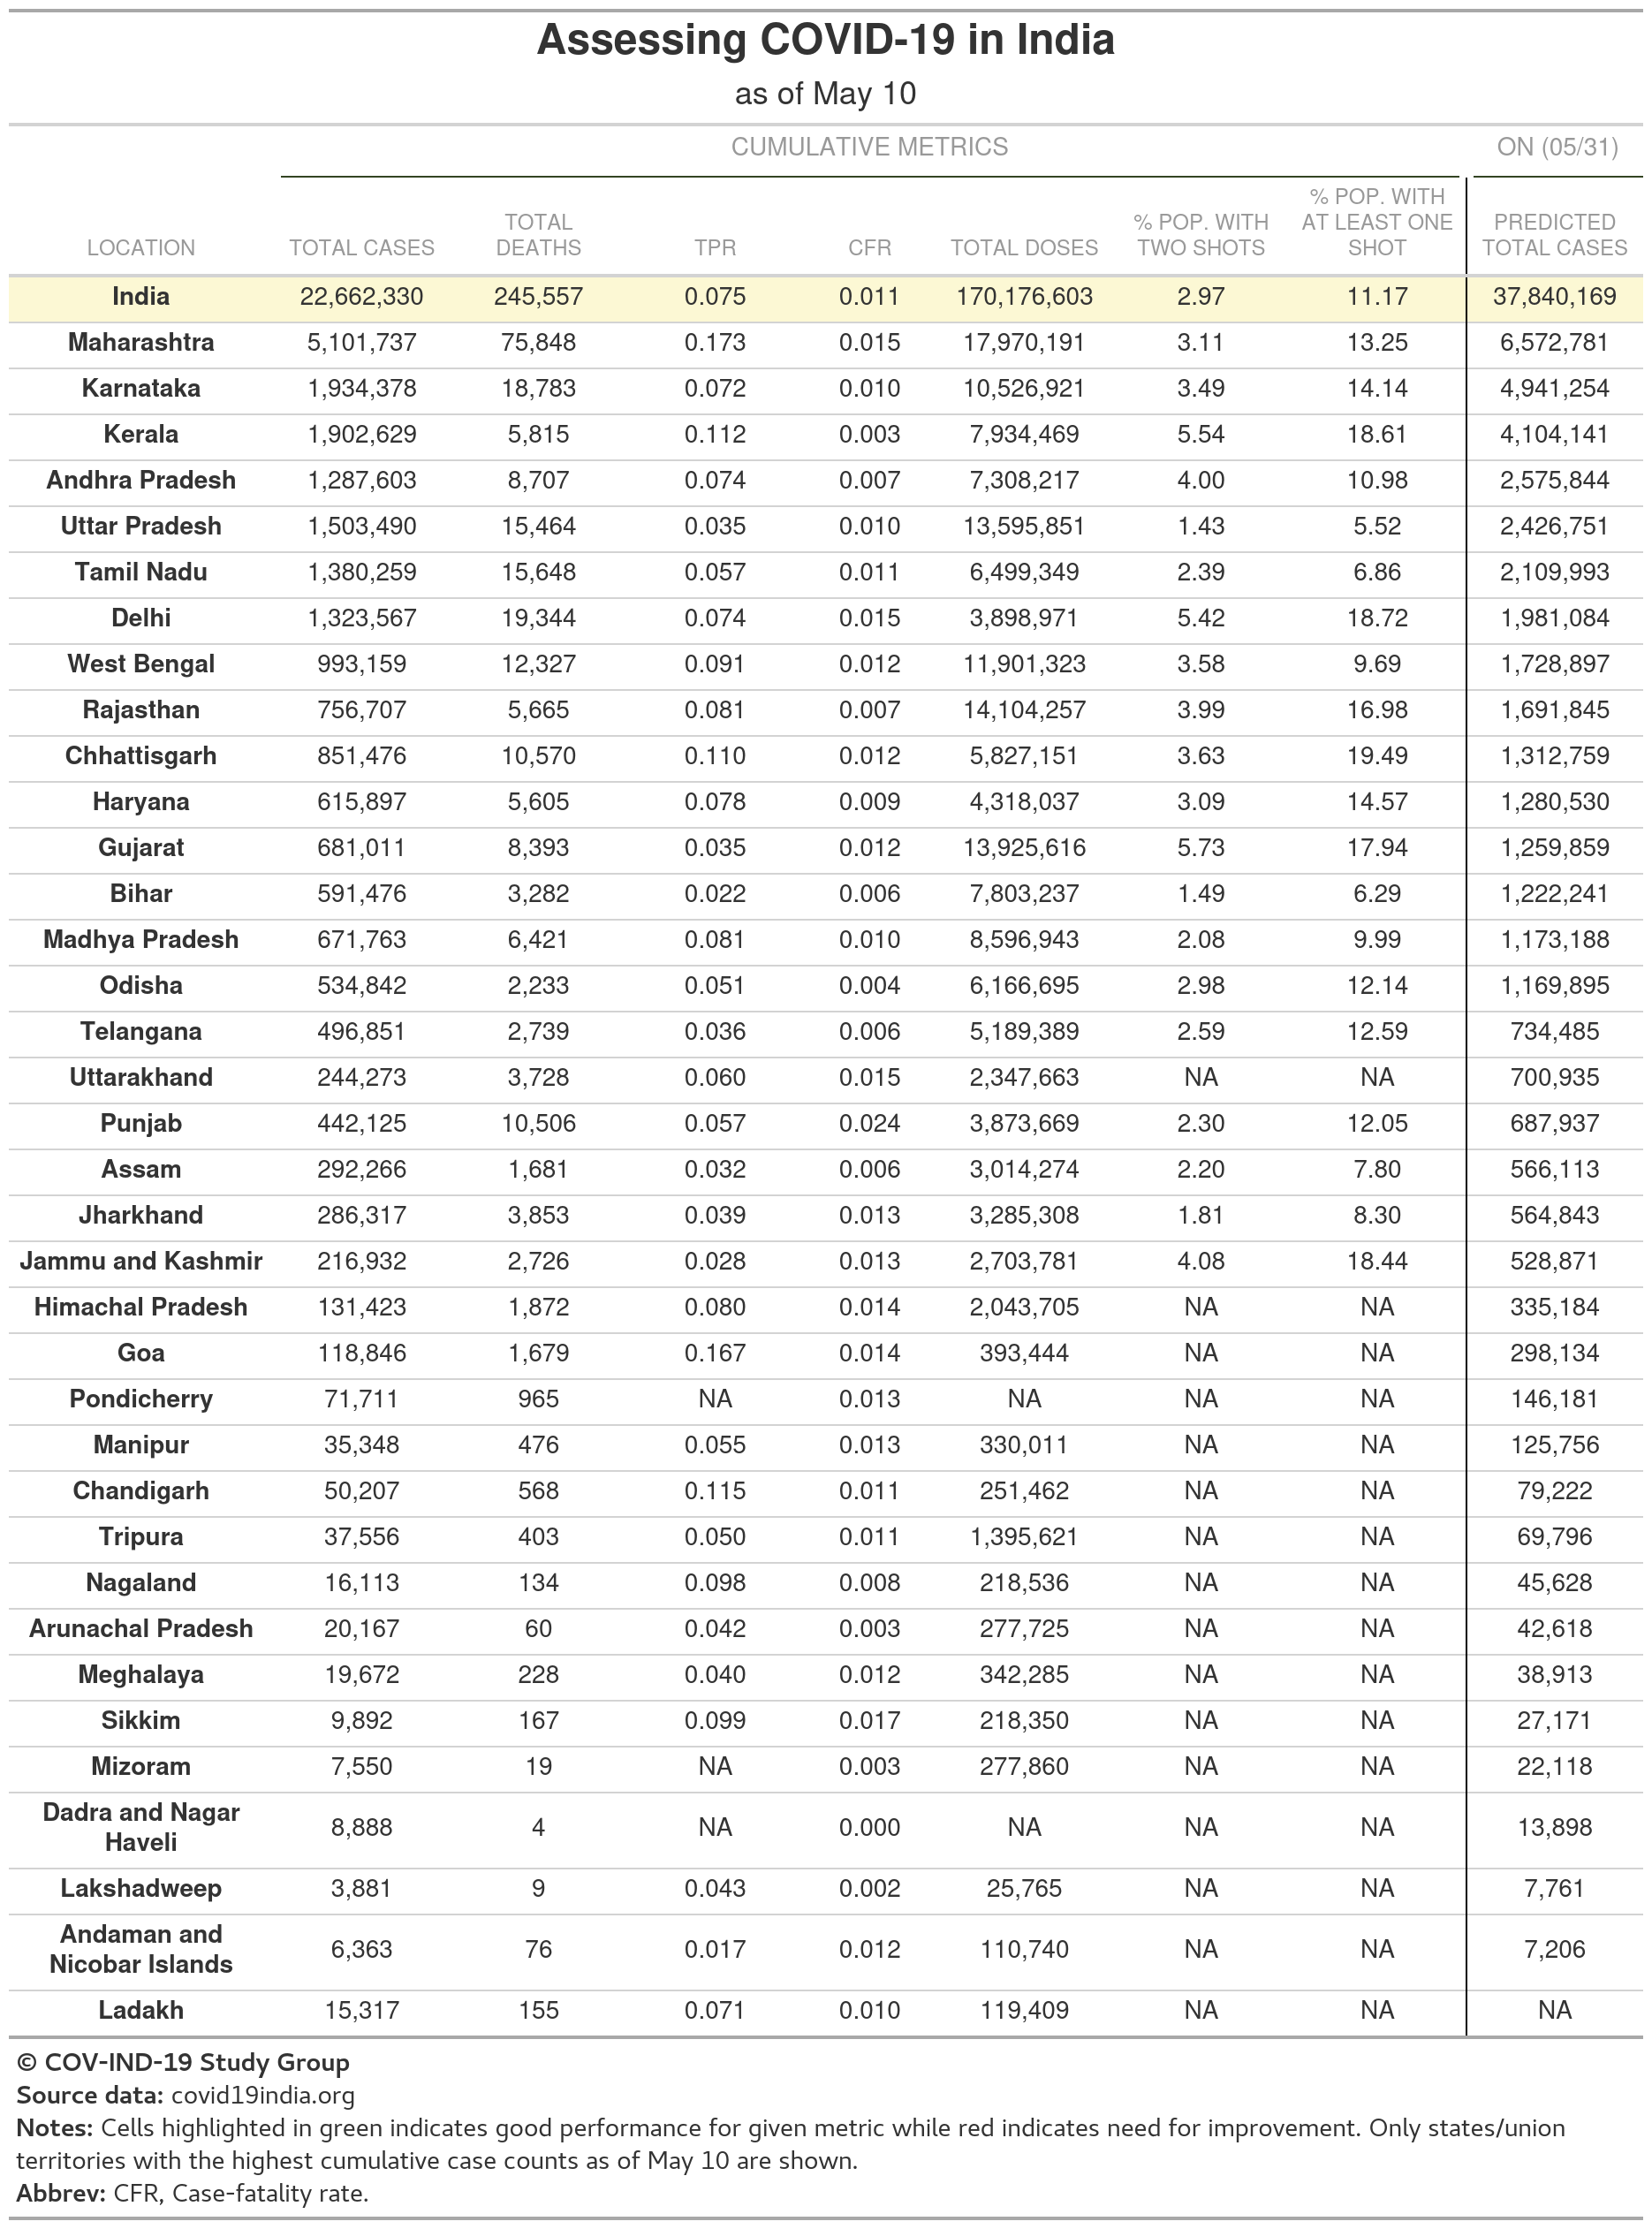 Assessing COVID-19 in India
as of May 10
CUMULATIVE METRICS ON (05/31)
LOCATION TOTAL CASES TOTAL DEATHS TPR CFR TOTAL DOSES % POP. WITH TWO SHOTS % POP. WITH AT LEAST ONE SHOT PREDICTED TOTAL CASES
India 22,662,330 245,557 0.075 0.011 170,176,603 2.97 11.17 37,840,169
Maharashtra 5,101,737 75,848 0.173 0.015 17,970,191 3.11 13.25 6,572,781
Karnataka 1,934,378 18,783 0.072 0.010 10,526,921 3.49 14.14 4,941,254
Kerala 1,902,629 5,815 0.112 0.003 7,934,469 5.54 18.61 4,104,141
Andhra Pradesh 1,287,603 8,707 0.074 0.007 7,308,217 4.00 10.98 2,575,844
Uttar Pradesh 1,503,490 15,464 0.035 0.010 13,595,851 1.43 5.52 2,426,751
Tamil Nadu 1,380,259 15,648 0.057 0.011 6,499,349 2.39 6.86 2,109,993
Delhi 1,323,567 19,344 0.074 0.015 3,898,971 5.42 18.72 1,981,084
West Bengal 993,159 12,327 0.091 0.012 11,901,323 3.58 9.69 1,728,897
Rajasthan 756,707 5,665 0.081 0.007 14,104,257 3.99 16.98 1,691,845
Chhattisgarh 851,476 10,570 0.110 0.012 5,827,151 3.63 19.49 1,312,759
Haryana 615,897 5,605 0.078 0.009 4,318,037 3.09 14.57 1,280,530
Gujarat 681,011 8,393 0.035 0.012 13,925,616 5.73 17.94 1,259,859
Bihar 591,476 3,282 0.022 0.006 7,803,237 1.49 6.29 1,222,241
Madhya Pradesh 671,763 6,421 0.081 0.010 8,596,943 2.08 9.99 1,173,188
Odisha 534,842 2,233 0.051 0.004 6,166,695 2.98 12.14 1,169,895
Telangana 496,851 2,739 0.036 0.006 5,189,389 2.59 12.59 734,485
Uttarakhand 244,273 3,728 0.060 0.015 2,347,663 NA NA 700,935
Punjab 442,125 10,506 0.057 0.024 3,873,669 2.30 12.05 687,937
Assam 292,266 1,681 0.032 0.006 3,014,274 2.20 7.80 566,113
Jharkhand 286,317 3,853 0.039 0.013 3,285,308 1.81 8.30 564,843
Jammu and Kashmir 216,932 2,726 0.028 0.013 2,703,781 4.08 18.44 528,871
Himachal Pradesh 131,423 1,872 0.080 0.014 2,043,705 NA NA 335,184
Goa 118,846 1,679 0.167 0.014 393,444 NA NA 298,134
Pondicherry 71,711 965 NA 0.013 NA NA NA 146,181
Manipur 35,348 476 0.055 0.013 330,011 NA NA 125,756
Chandigarh 50,207 568 0.115 0.011 251,462 NA NA 79,222
Tripura 37,556 403 0.050 0.011 1,395,621 NA NA 69,796
Nagaland 16,113 134 0.098 0.008 218,536 NA NA 45,628
Arunachal Pradesh 20,167 60 0.042 0.003 277,725 NA NA 42,618
Meghalaya 19,672 228 0.040 0.012 342,285 NA NA 38,913
Sikkim 9,892 167 0.099 0.017 218,350 NA NA 27,171
Mizoram 7,550 19 NA 0.003 277,860 NA NA 22,118
Dadra and Nagar Haveli 8,888 4 NA 0.000 NA NA NA 13,898
Lakshadweep 3,881 9 0.043 0.002 25,765 NA NA 7,761
Andaman and Nicobar Islands 6,363 76 0.017 0.012 110,740 NA NA 7,206
Ladakh 15,317 155 0.071 0.010 119,409 NA NA NA
© COV-IND-19 Study Group
Source data: covid19india.org
Notes: Cells highlighted in green indicates good performance for given metric while red indicates need for improvement. Only states/union
territories with the highest cumulative case counts as of May 10 are shown.
Abbrev: CFR, Case-fatality rate.